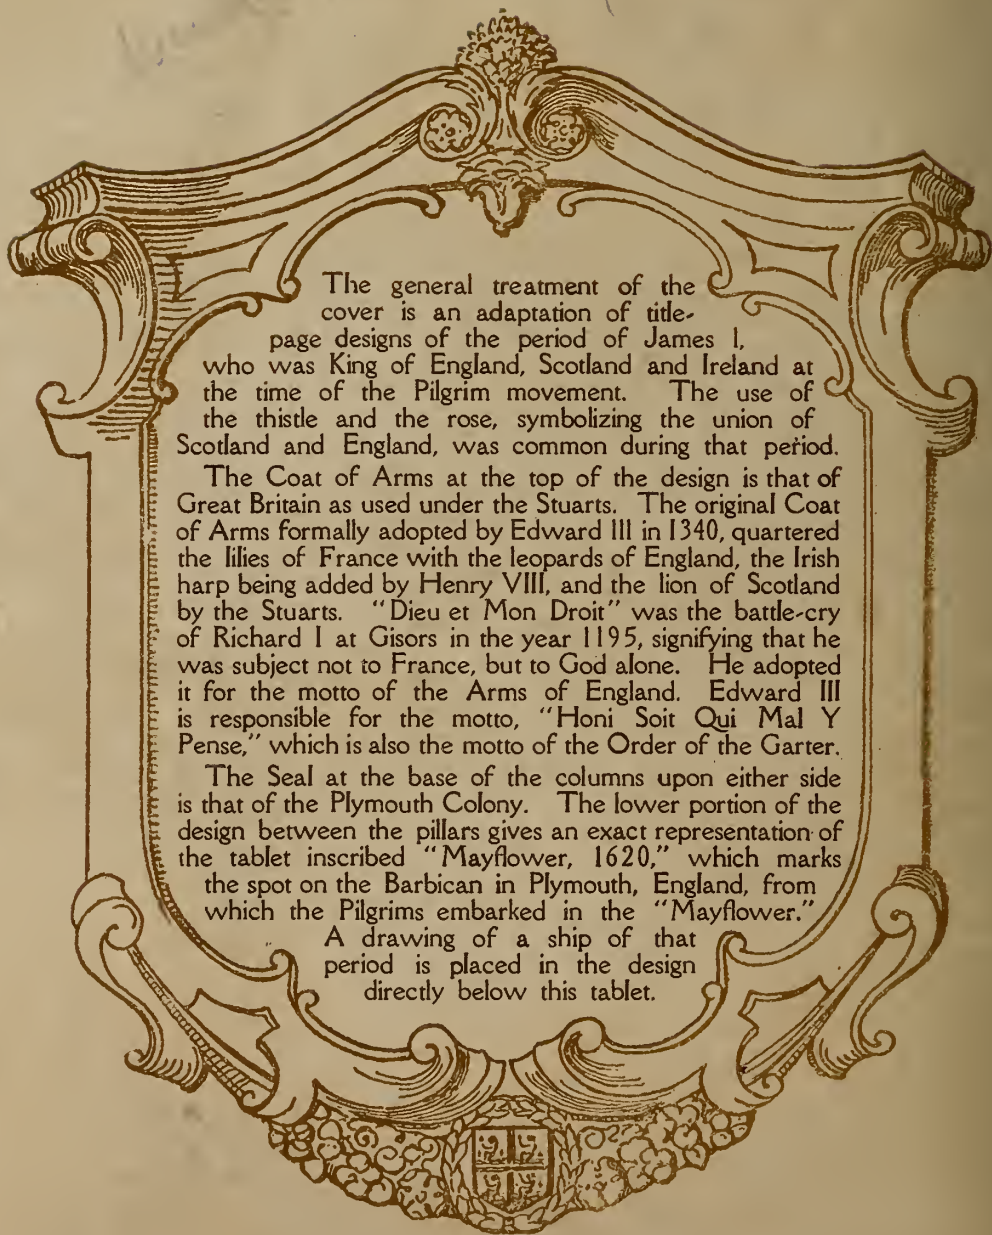 The general treatment of the
cover is an adaptation of title-
page designs of the period of James I,
who was King of England, Scotland and Ireland at
the time of the Pilgrim movement. The use of
the thistle and the rose, symbolizing the union of
Scotland and England, was common during that period.
The Coat of Arms at the top of the design is that of
Great Britain as used under the Stuarts. The original Coat
of Arms formally adopted by Edward III in 1340, quartered
the lilies of France with the leopards of England, the Irish
harp being added by Henry VIII, and the lion of Scotland
by the Stuarts. "Dieu et Mon Droit" was the battle-cry
of Richard I at Gisors in the year 1195, signifying that he
was subject not to France, but to God alone. He adopted
it for the motto of the Arms of England. Edward III
is responsible for the motto, "Honi Soit Qui Mal Y
Pense," which is also the motto of the Order of the Garter.
The Seal at the base of the columns upon either side
is that of the Plymouth Colony. The lower portion of the
design between the pillars gives an exact representation of
the tablet inscribed "Mayflower, 1620," which marks
the spot on the Barbican in Plymouth, England, from
which the Pilgrims embarked in the "Mayflower."
A drawing of a ship of that
period is placed in the design
directly below this tablet.